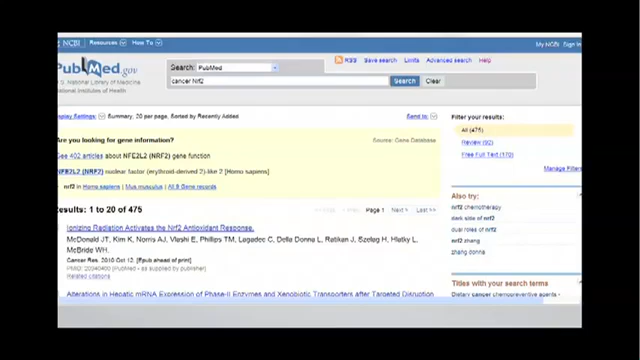 NCBI Resources How To My NCBI Sign In
PubMed.gov
U.S. National Library of Medicine
National Institutes of Health
Search: PubMed
RSS Save search Limits Advanced search Help
cancer Nrf2 Search Clear
Display Settings: Summary, 20 per page, Sorted by Recently Added Send to:
Filter your results:
All (475)
Review (92)
Free Full Text (170)
Manage Filters
Are you looking for gene information? Source: Gene Database
See 402 articles about NFE2L2 (NRF2) gene function
NFE2L2 (NRF2) nuclear factor (erythroid-derived 2)-like 2 [Homo sapiens]
nrf2 in Homo sapiens | Mus musculus | All 9 Gene records
Also try:
nrf2 chemotherapy
dark side of nrf2
dual roles of nrf2
nrf2 zhang
zhang donna
Results: 1 to 20 of 475 Page 1 Next > Last >>
Ionizing Radiation Activates the Nrf2 Antioxidant Response.
McDonald JT, Kim K, Norris AJ, Vlashi E, Phillips TM, Lagadec C, Della Donna L, Ratikan J, Szelag H, Hlatky L,
McBride WH.
Cancer Res. 2010 Oct 12. [Epub ahead of print]
PMID: 20940400 [PubMed - as supplied by publisher]
Related citations
Alterations in Hepatic mRNA Expression of Phase-II Enzymes and Xenobiotic Transporters after Targeted Disruption
Titles with your search terms
Dietary cancer chemopreventive agents -